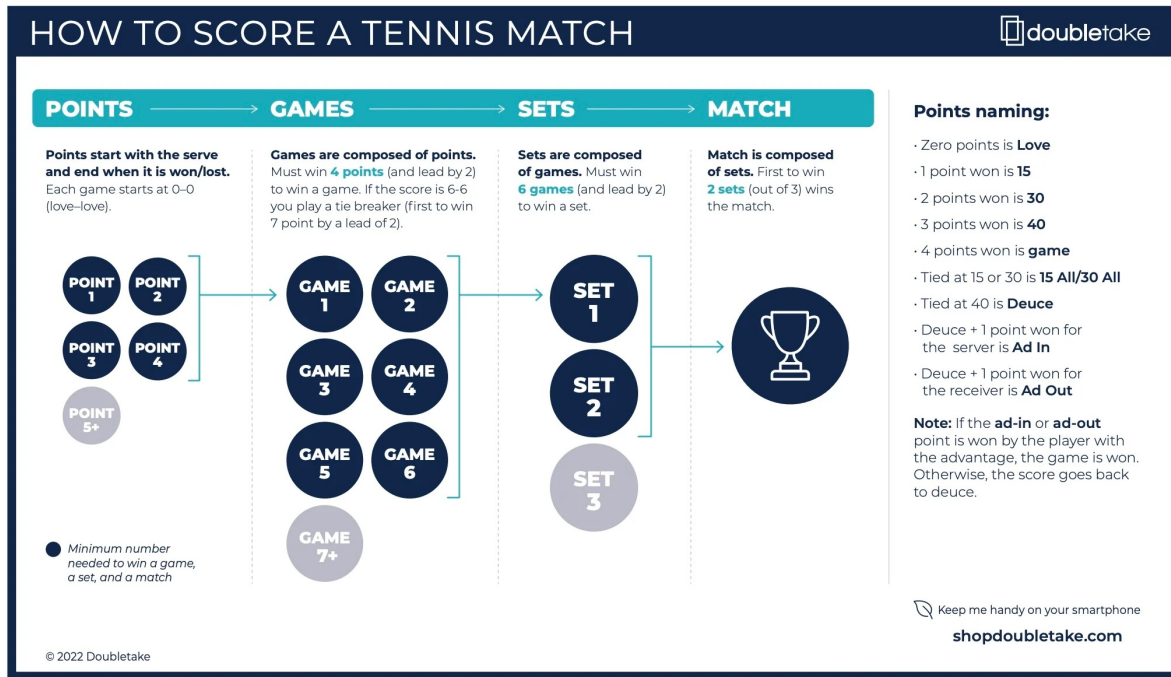 HOW TO SCORE A TENNIS MATCH
doubletake
POINTS
GAMES
SETS
MATCH
Points start with the serve
and end when it is won/lost.
Each game starts at 0–0
(love–love).
Games are composed of points.
Must win 4 points (and lead by 2)
to win a game. If the score is 6-6
you play a tie breaker (first to win
7 point by a lead of 2).
Sets are composed
of games. Must win
6 games (and lead by 2)
to win a set.
Match is composed
of sets. First to win
2 sets (out of 3) wins
the match.
POINT
1
POINT
2
POINT
3
POINT
4
POINT
5+
GAME
1
GAME
2
GAME
3
GAME
4
GAME
5
GAME
6
GAME
7+
SET
1
SET
2
SET
3
Minimum number
needed to win a game,
a set, and a match
© 2022 Doubletake
Points naming:
· Zero points is Love
· 1 point won is 15
· 2 points won is 30
· 3 points won is 40
· 4 points won is game
· Tied at 15 or 30 is 15 All/30 All
· Tied at 40 is Deuce
· Deuce + 1 point won for
the server is Ad In
· Deuce + 1 point won for
the receiver is Ad Out
Note: If the ad-in or ad-out
point is won by the player with
the advantage, the game is won.
Otherwise, the score goes back
to deuce.
Keep me handy on your smartphone
shopdoubletake.com